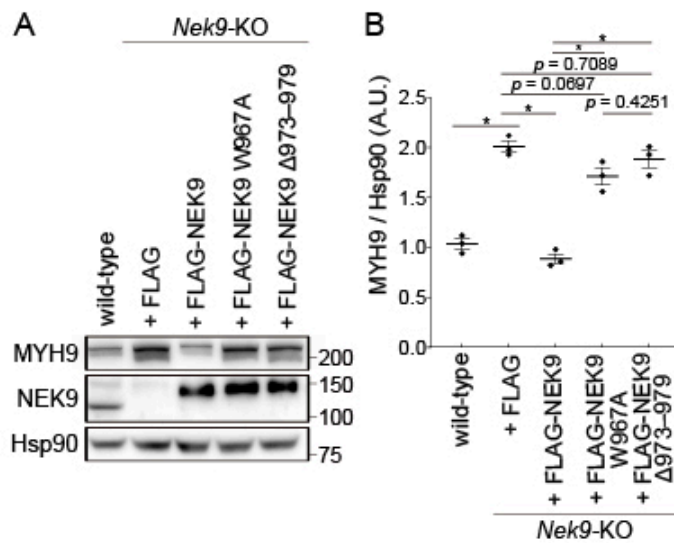 A
Nek9-KO
wild-type
+ FLAG
+ FLAG-NEK9
+ FLAG-NEK9 W967A
+ FLAG-NEK9 Δ973–979
MYH9
200
NEK9
150
100
Hsp90
75
B
*
*
p = 0.7089
p = 0.0697
*
*
p = 0.4251
MYH9 / Hsp90 (A.U.)
2.5
2.0
1.5
1.0
0.5
0.0
wild-type
+ FLAG
+ FLAG-NEK9
+ FLAG-NEK9
W967A
+ FLAG-NEK9
Δ973–979
Nek9-KO